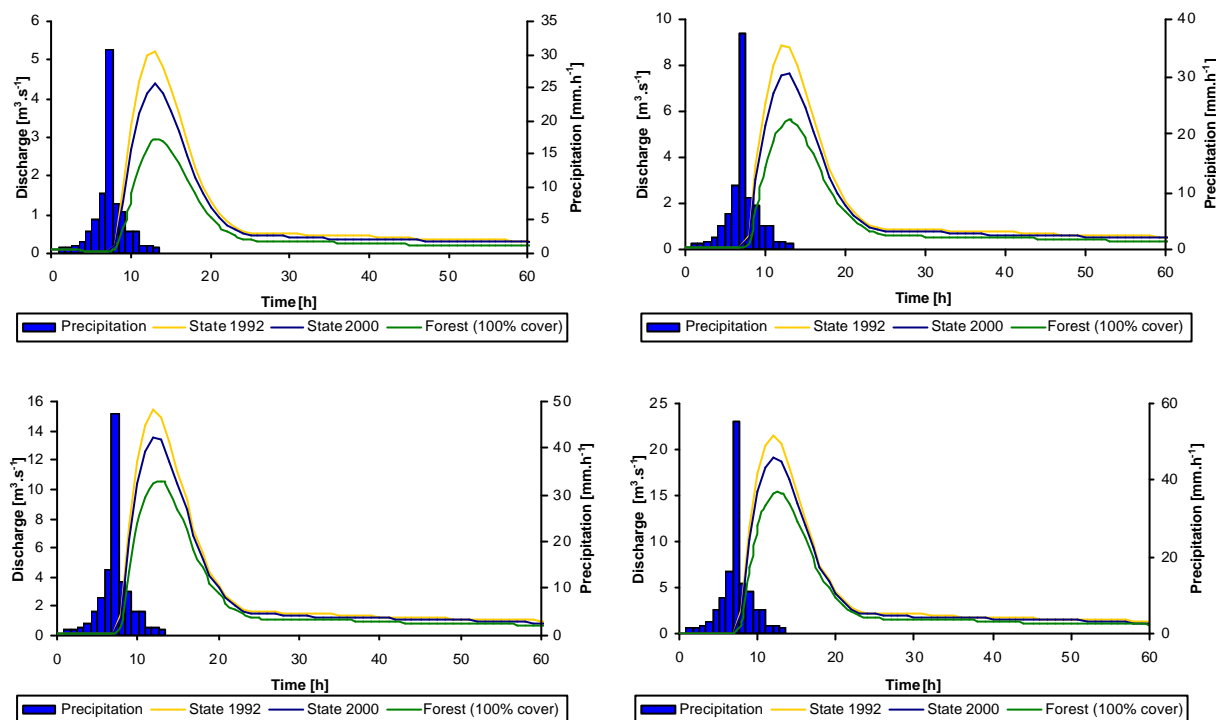 Discharge [m³.s⁻¹]
6
5
4
3
2
1
0
0 10 20 30 40 50 60
35
30
25
20
15
10
5
0
Precipitation [mm.h⁻¹]
Time [h]
Precipitation State 1992 State 2000 Forest (100% cover)
Discharge [m³.s⁻¹]
10
8
6
4
2
0
0 10 20 30 40 50 60
40
30
20
10
0
Precipitation [mm.h⁻¹]
Time [h]
Precipitation State 1992 State 2000 Forest (100% cover)
Discharge [m³.s⁻¹]
16
14
12
10
8
6
4
2
0
0 10 20 30 40 50 60
50
40
30
20
10
0
Precipitation [mm.h⁻¹]
Time [h]
Precipitation State 1992 State 2000 Forest (100% cover)
Discharge [m³.s⁻¹]
25
20
15
10
5
0
0 10 20 30 40 50 60
60
40
20
0
Precipitation [mm.h⁻¹]
Time [h]
Precipitation State 1992 State 2000 Forest (100% cover)